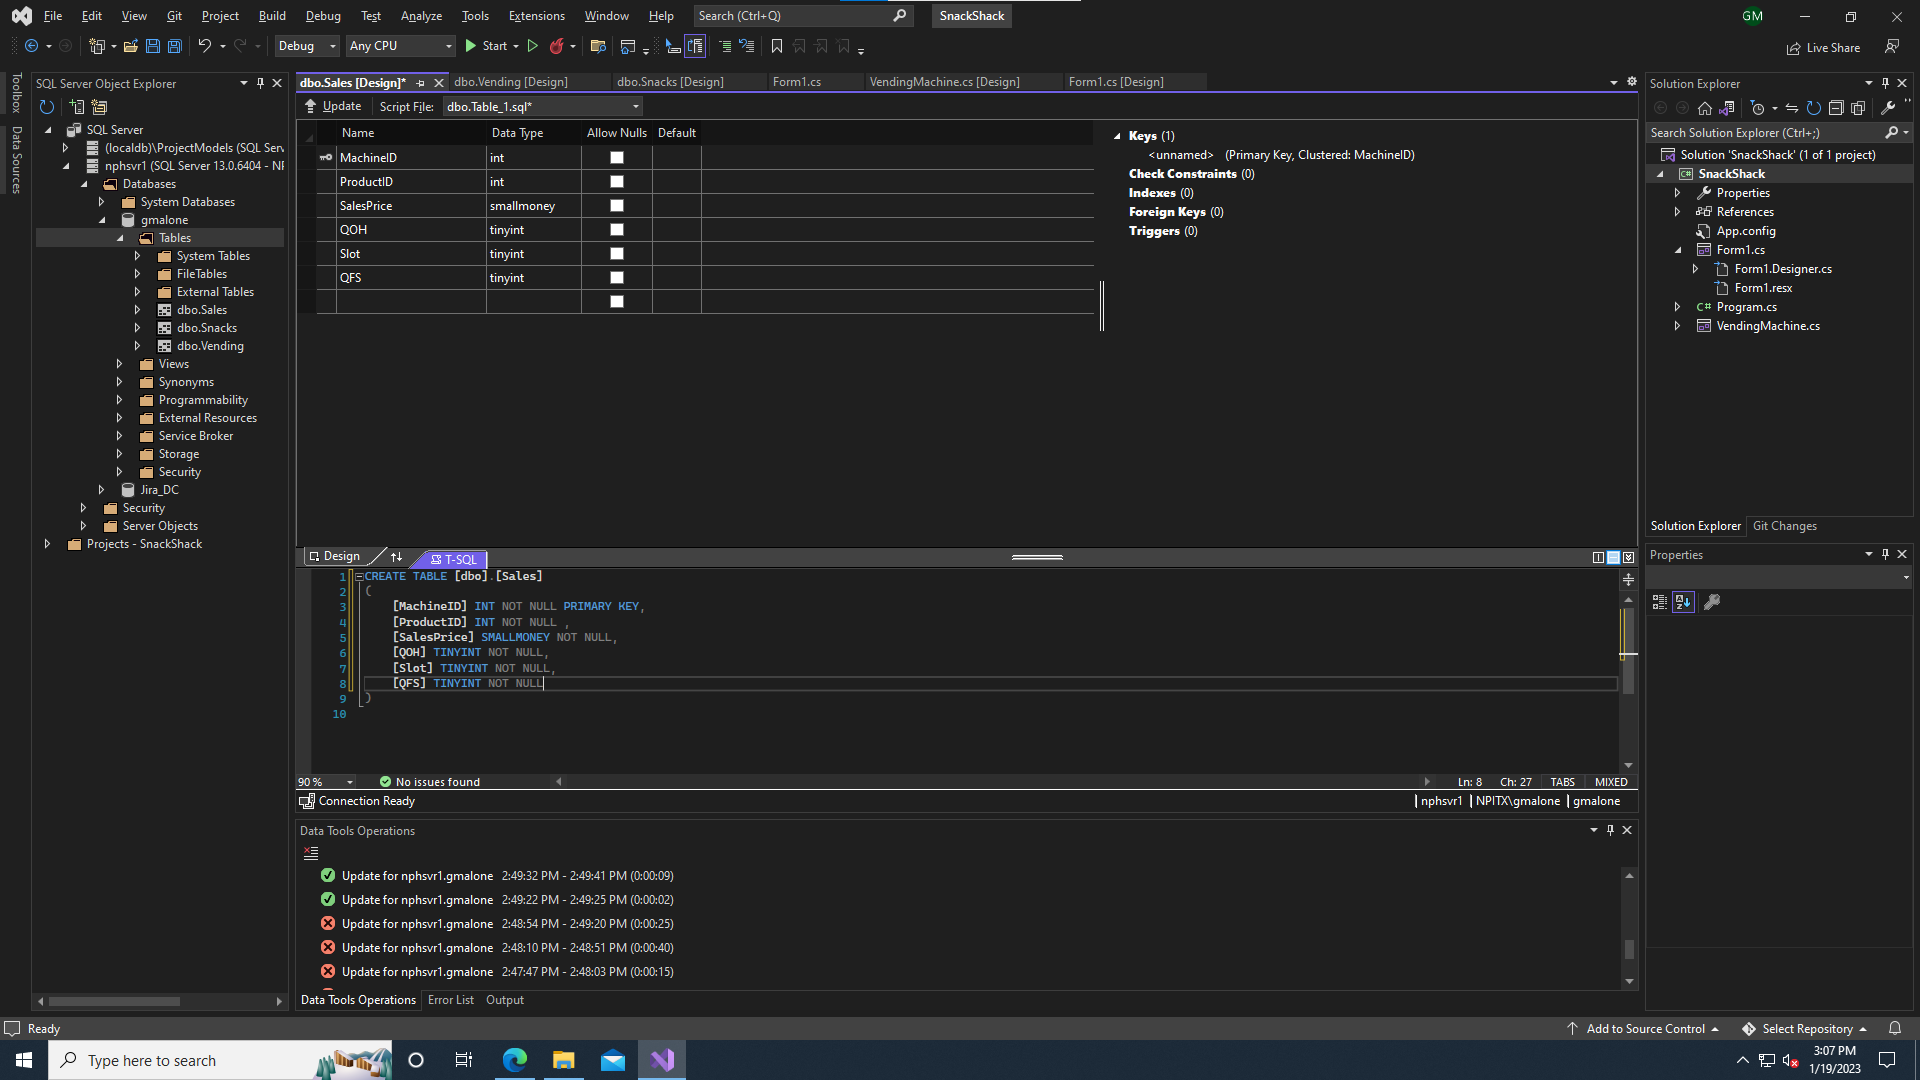 File Edit View Git Project Build Debug Test Analyze Tools Extensions Window Help Search (Ctrl+Q) SnackShack GM
Debug Any CPU Start Live Share
Toolbox
Data Sources
SQL Server Object Explorer
SQL Server
(localdb)\ProjectModels (SQL Serv
nphsvr1 (SQL Server 13.0.6404 - NP
Databases
System Databases
gmalone
Tables
System Tables
FileTables
External Tables
dbo.Sales
dbo.Snacks
dbo.Vending
Views
Synonyms
Programmability
External Resources
Service Broker
Storage
Security
Jira_DC
Security
Server Objects
Projects - SnackShack
dbo.Sales [Design]* dbo.Vending [Design] dbo.Snacks [Design] Form1.cs VendingMachine.cs [Design] Form1.cs [Design]
Update Script File: dbo.Table_1.sql*
Name Data Type Allow Nulls Default
MachineID int
ProductID int
SalesPrice smallmoney
QOH tinyint
Slot tinyint
QFS tinyint
Keys (1)
<unnamed> (Primary Key, Clustered: MachineID)
Check Constraints (0)
Indexes (0)
Foreign Keys (0)
Triggers (0)
Design T-SQL
1 CREATE TABLE [dbo].[Sales]
2 (
3 [MachineID] INT NOT NULL PRIMARY KEY,
4 [ProductID] INT NOT NULL ,
5 [SalesPrice] SMALLMONEY NOT NULL,
6 [QOH] TINYINT NOT NULL,
7 [Slot] TINYINT NOT NULL,
8 [QFS] TINYINT NOT NULL
9 )
10
90 % No issues found Ln: 8 Ch: 27 TABS MIXED
Connection Ready nphsvr1 NPITX\gmalone gmalone
Data Tools Operations
Update for nphsvr1.gmalone 2:49:32 PM - 2:49:41 PM (0:00:09)
Update for nphsvr1.gmalone 2:49:22 PM - 2:49:25 PM (0:00:02)
Update for nphsvr1.gmalone 2:48:54 PM - 2:49:20 PM (0:00:25)
Update for nphsvr1.gmalone 2:48:10 PM - 2:48:51 PM (0:00:40)
Update for nphsvr1.gmalone 2:47:47 PM - 2:48:03 PM (0:00:15)
Data Tools Operations Error List Output
Solution Explorer
Search Solution Explorer (Ctrl+;)
Solution 'SnackShack' (1 of 1 project)
SnackShack
Properties
References
App.config
Form1.cs
Form1.Designer.cs
Form1.resx
Program.cs
VendingMachine.cs
Solution Explorer Git Changes
Properties
Ready Add to Source Control Select Repository
Type here to search
3:07 PM
1/19/2023